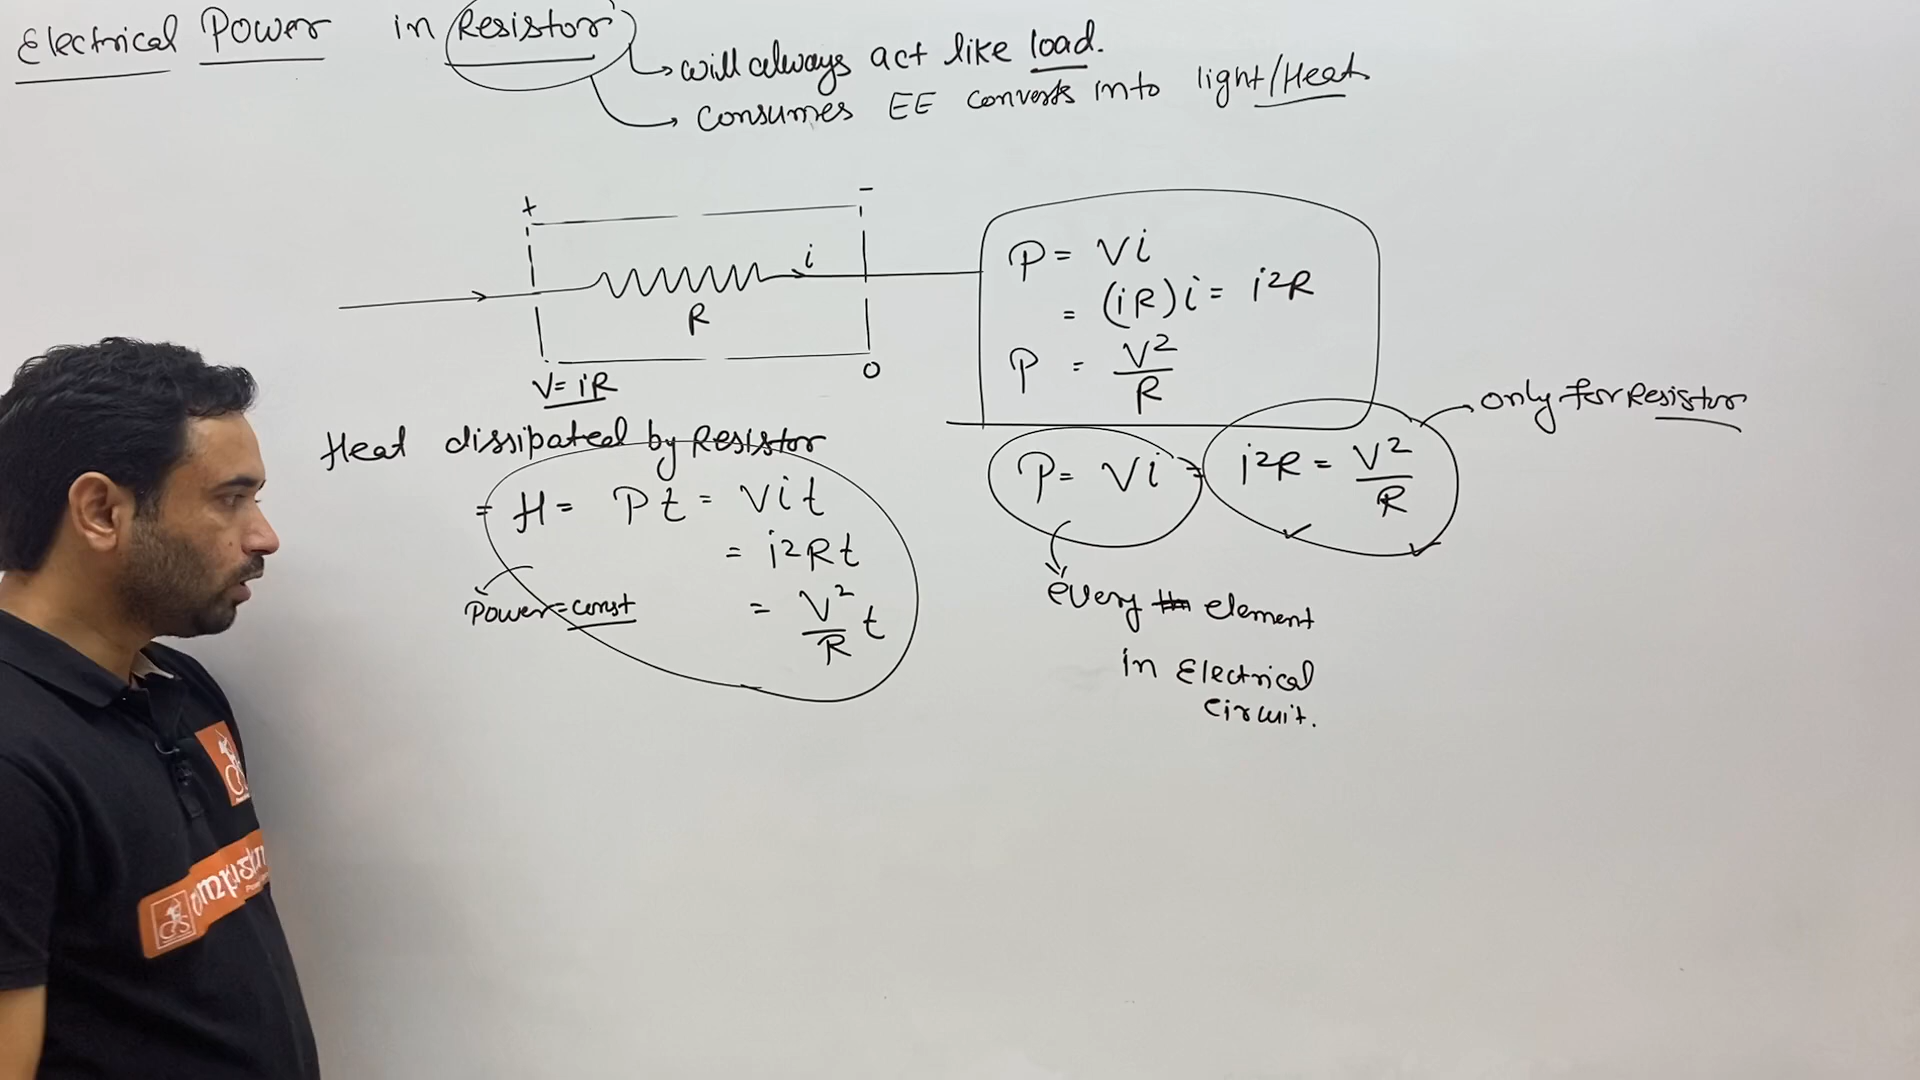 Electrical Power in Resistor
will always act like load.
consumes EE converts into light/Heat
+ -
i
R
V= iR 0
P= Vi
= (iR)i= i²R
P = V²/R
only for Resistor
P= Vi = i²R = V²/R
every element
in Electrical
circuit.
Heat dissipated by Resistor
= H= Pt= Vit
= i²Rt
= V²/R t
Power=const
CS